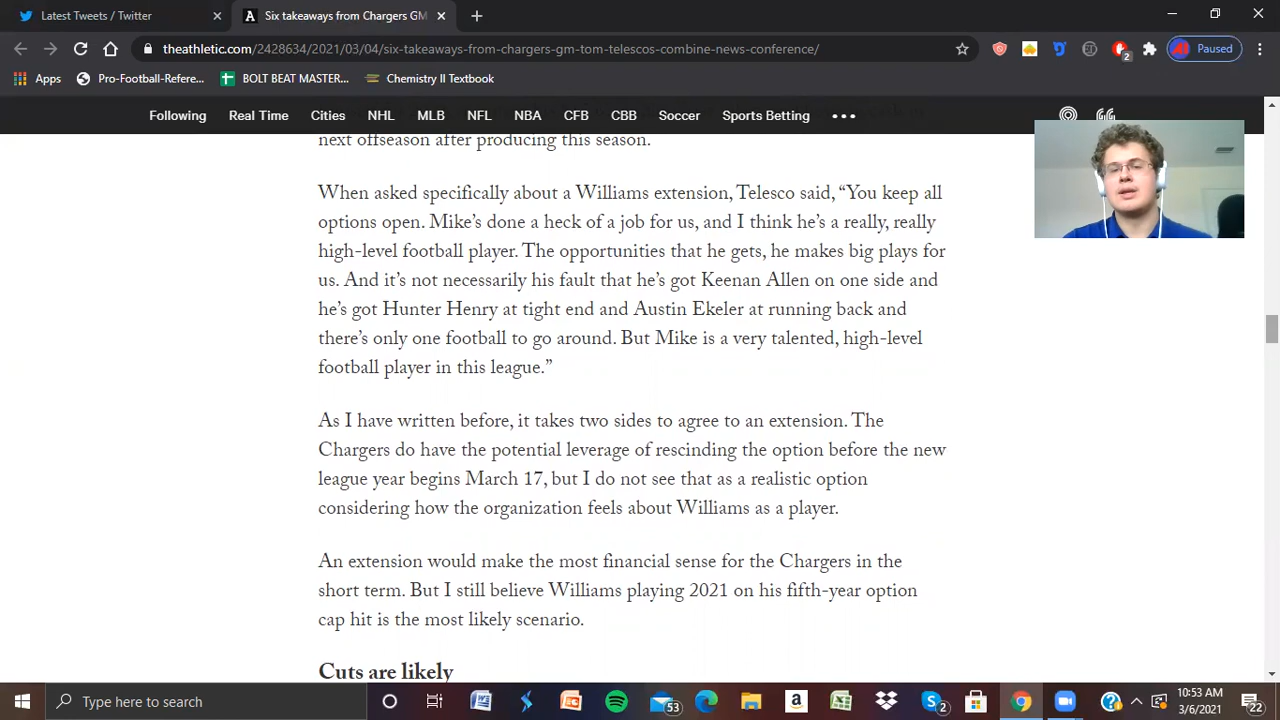 Latest Tweets / Twitter
Six takeaways from Chargers GM
theathletic.com/2428634/2021/03/04/six-takeaways-from-chargers-gm-tom-telescos-combine-news-conference/
Paused
Apps
Pro-Football-Refere...
BOLT BEAT MASTER...
Chemistry II Textbook
Following Real Time Cities NHL MLB NFL NBA CFB CBB Soccer Sports Betting
next offseason after producing this season.
When asked specifically about a Williams extension, Telesco said, “You keep all
options open. Mike’s done a heck of a job for us, and I think he’s a really, really
high-level football player. The opportunities that he gets, he makes big plays for
us. And it’s not necessarily his fault that he’s got Keenan Allen on one side and
he’s got Hunter Henry at tight end and Austin Ekeler at running back and
there’s only one football to go around. But Mike is a very talented, high-level
football player in this league.”
As I have written before, it takes two sides to agree to an extension. The
Chargers do have the potential leverage of rescinding the option before the new
league year begins March 17, but I do not see that as a realistic option
considering how the organization feels about Williams as a player.
An extension would make the most financial sense for the Chargers in the
short term. But I still believe Williams playing 2021 on his fifth-year option
cap hit is the most likely scenario.
Cuts are likely
Type here to search
53
2
10:53 AM
3/6/2021
22